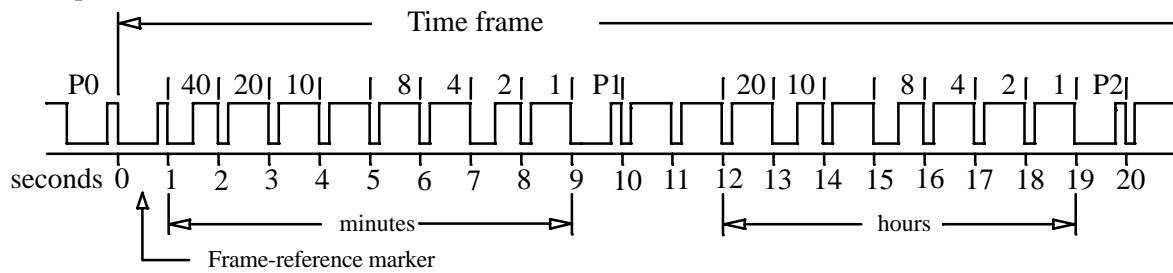 Time frame
P0 40 20 10 8 4 2 1 P1 20 10 8 4 2 1 P2
seconds 0 1 2 3 4 5 6 7 8 9 10 11 12 13 14 15 16 17 18 19 20
minutes hours
Frame-reference marker